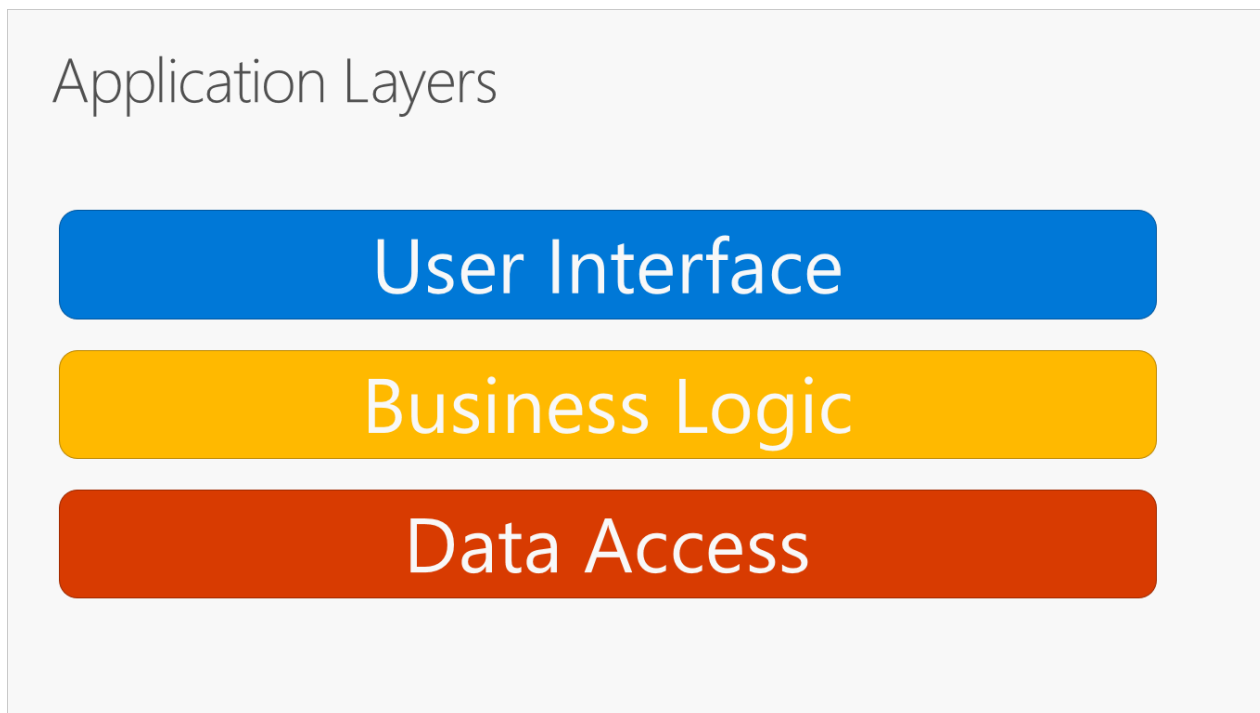 Application Layers
User Interface
Business Logic
Data Access